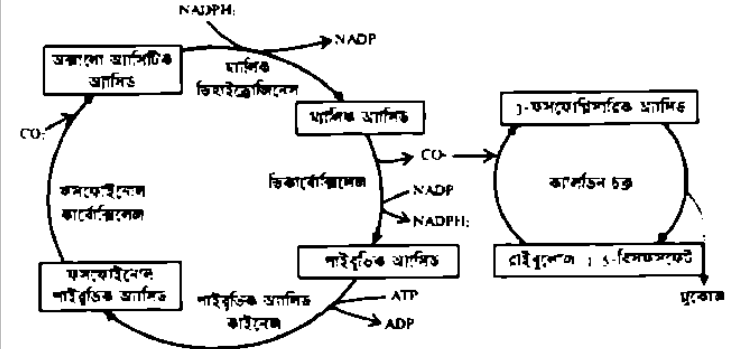 NADPH₂
NADP
অক্সালো অ্যাসিটিক
অ্যাসিড
ম্যালিক
ডিহাইড্রোজিনেস
ম্যালিক অ্যাসিড
CO₂
CO₂
ডিকার্বোক্সিলেজ
NADP
NADPH₂
ফসফোইনোল
কার্বোক্সিলেজ
ফসফোইনোল
পাইরুভিক অ্যাসিড
পাইরুভিক অ্যাসিড
পাইরুভিক অ্যাসিড
কাইনেজ
ATP
ADP
3-ফসফোগ্লিসারিক অ্যাসিড
ক্যালভিন চক্র
রাইবুলোজ 1 5-বিসফসফেট
গ্লুকোজ